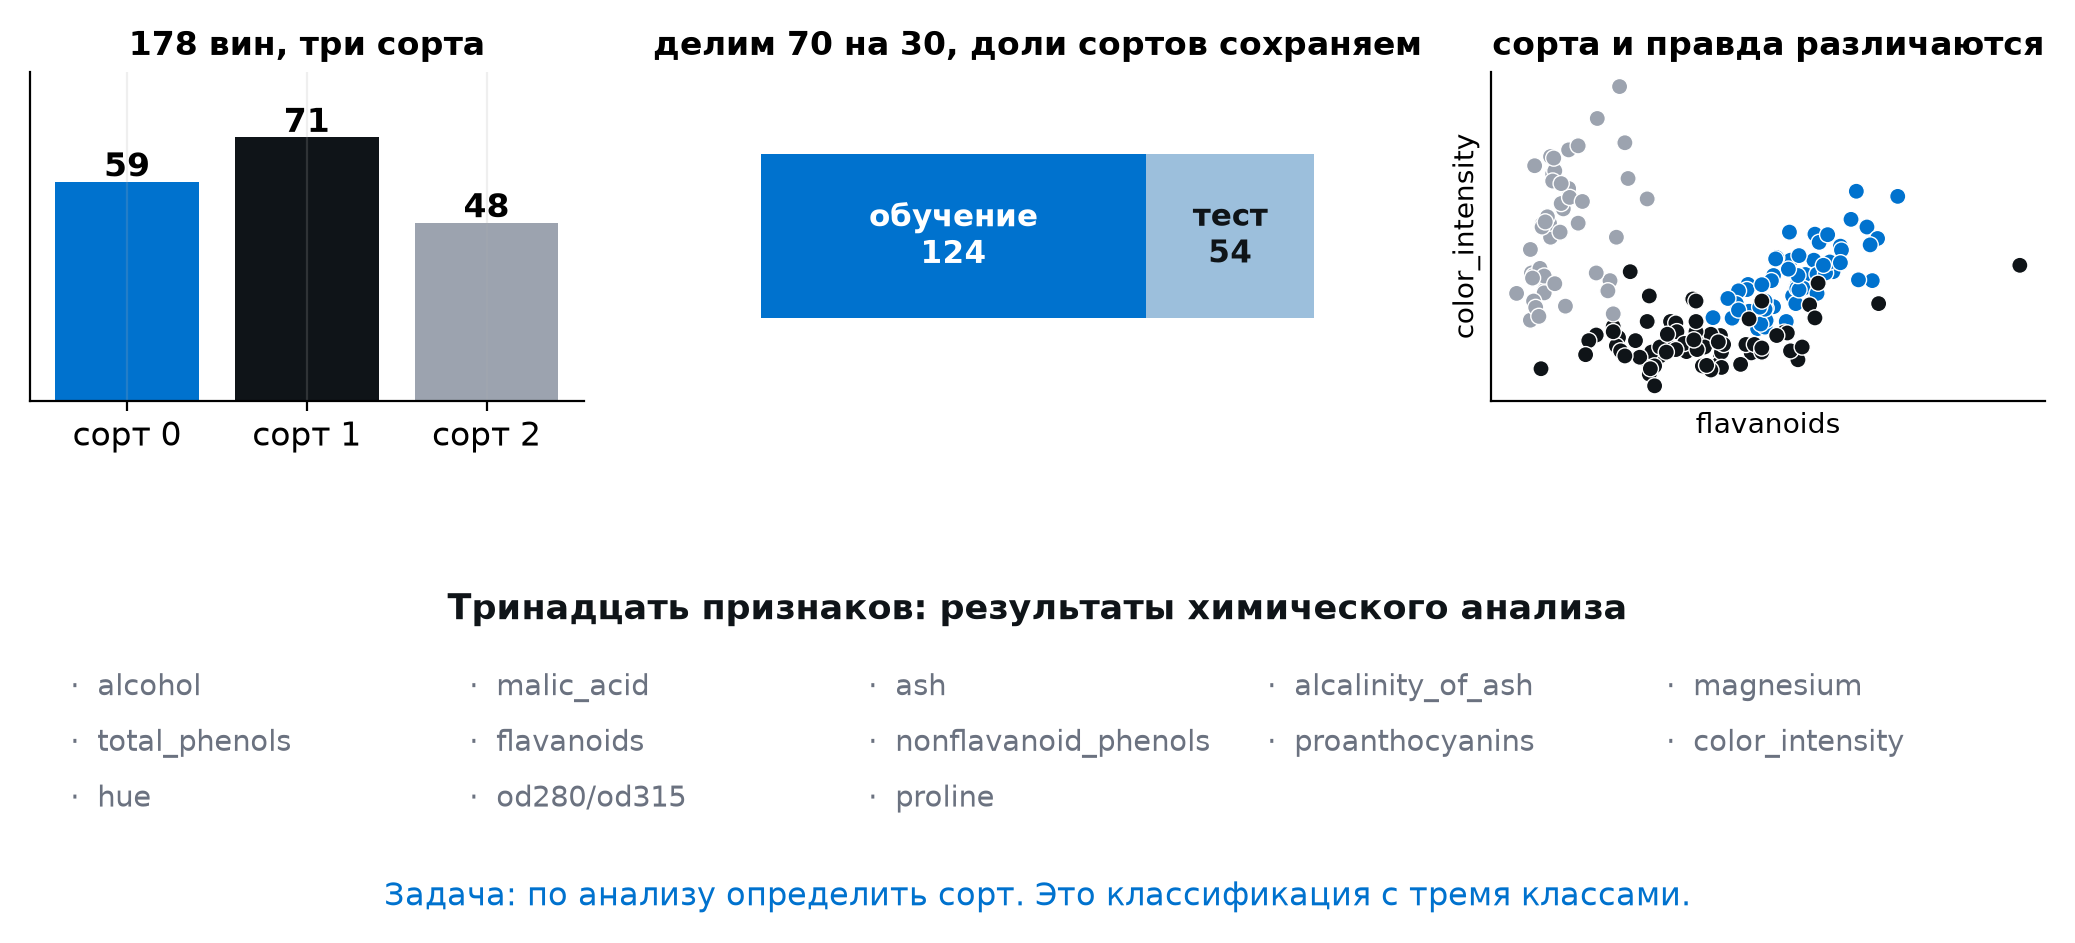 178 вин, три сорта
59
71
48
сорт 0
сорт 1
сорт 2
делим 70 на 30, доли сортов сохраняем
обучение
124
тест
54
сорта и правда различаются
color_intensity
flavanoids
Тринадцать признаков: результаты химического анализа
· alcohol
· malic_acid
· ash
· alcalinity_of_ash
· magnesium
· total_phenols
· flavanoids
· nonflavanoid_phenols
· proanthocyanins
· color_intensity
· hue
· od280/od315
· proline
Задача: по анализу определить сорт. Это классификация с тремя классами.